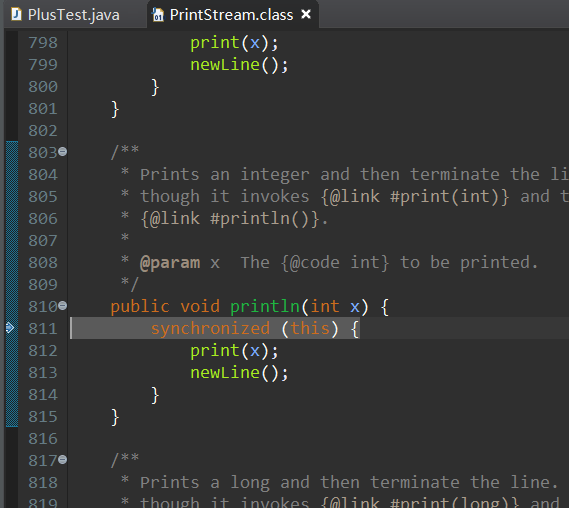 PlusTest.java PrintStream.class
798 print(x);
799 newLine();
800 }
801 }
802
803 /**
804 * Prints an integer and then terminate the li
805 * though it invokes {@link #print(int)} and t
806 * {@link #println()}.
807 *
808 * @param x The {@code int} to be printed.
809 */
810 public void println(int x) {
811 synchronized (this) {
812 print(x);
813 newLine();
814 }
815 }
816
817 /**
818 * Prints a long and then terminate the line.
819 * though it invokes {@link #print(long)} and